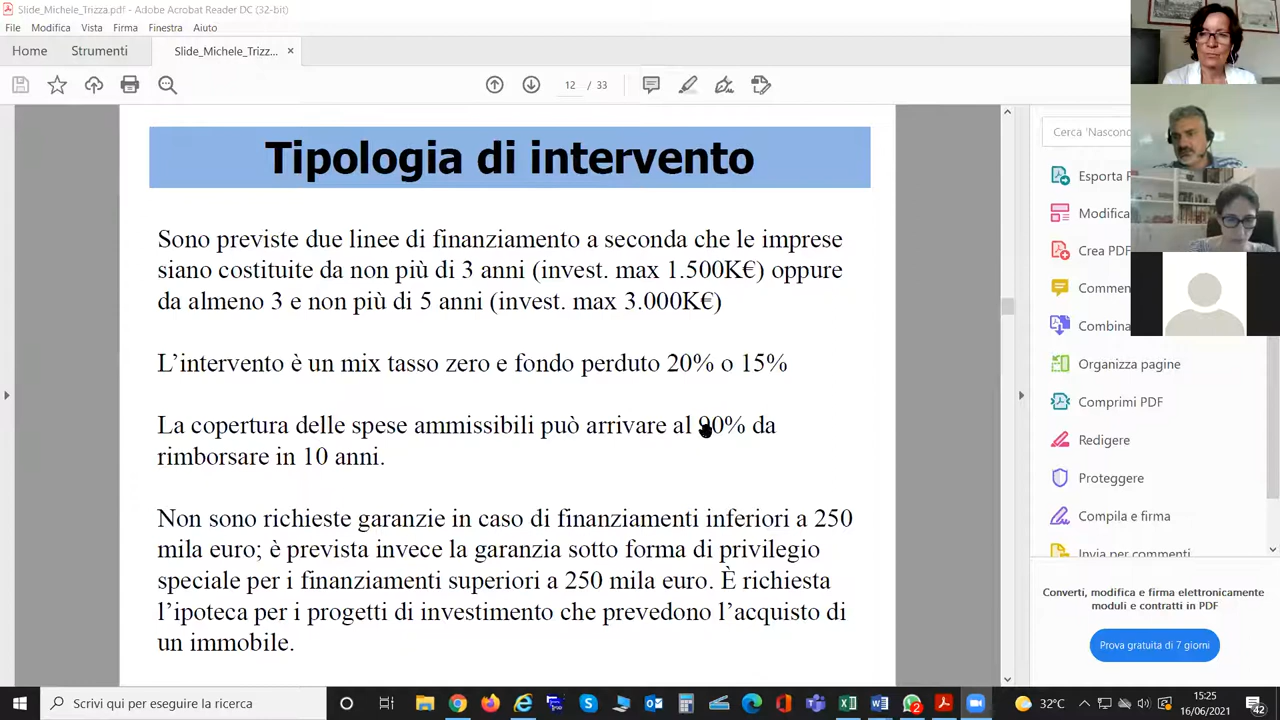 Slide_Michele_Trizza.pdf - Adobe Acrobat Reader DC (32-bit)
File Modifica Vista Firma Finestra Aiuto
Home Strumenti Slide_Michele_Trizz... ×
12 / 33
Tipologia di intervento
Sono previste due linee di finanziamento a seconda che le imprese
siano costituite da non più di 3 anni (invest. max 1.500K€) oppure
da almeno 3 e non più di 5 anni (invest. max 3.000K€)
L'intervento è un mix tasso zero e fondo perduto 20% o 15%
La copertura delle spese ammissibili può arrivare al 90% da
rimborsare in 10 anni.
Non sono richieste garanzie in caso di finanziamenti inferiori a 250
mila euro; è prevista invece la garanzia sotto forma di privilegio
speciale per i finanziamenti superiori a 250 mila euro. È richiesta
l'ipoteca per i progetti di investimento che prevedono l'acquisto di
un immobile.
Cerca 'Nascond
Esporta P
Modifica
Crea PDF
Commen
Combina
Organizza pagine
Comprimi PDF
Redigere
Proteggere
Compila e firma
Invia per commenti
Converti, modifica e firma elettronicamente
moduli e contratti in PDF
Prova gratuita di 7 giorni
Scrivi qui per eseguire la ricerca
2
32°C
15:25
16/06/2021
42